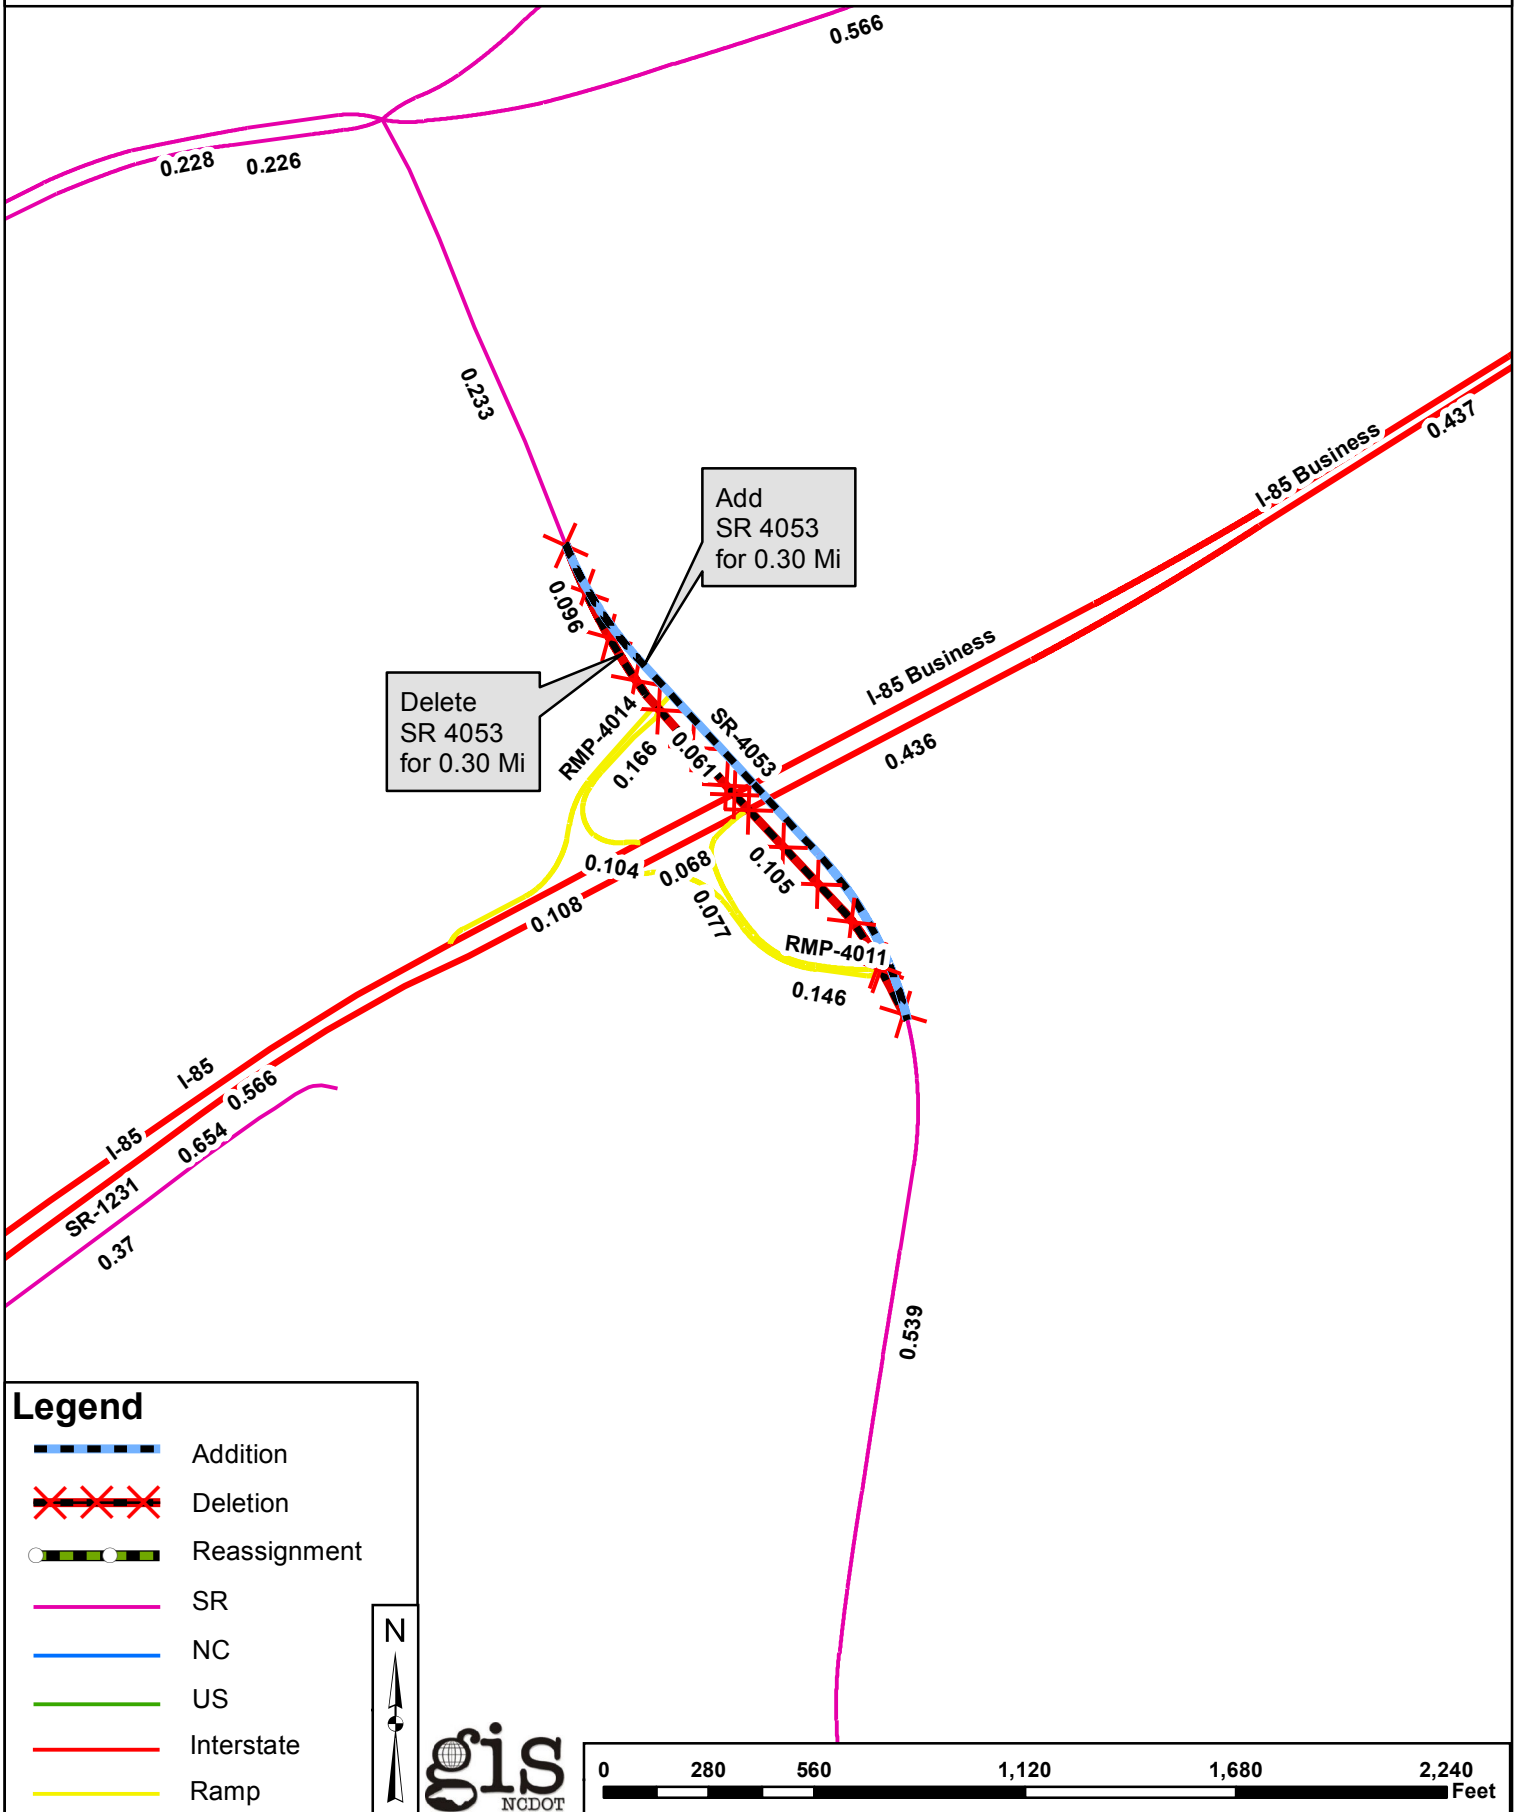 0.566
0.228
0.226
0.233
0.437
I-85 Business
Add
SR 4053
for 0.30 Mi
0.096
I-85 Business
Delete
SR 4053
for 0.30 Mi
RMP-4014
0.166
0.061
SR-4053
0.436
0.104
0.068
0.105
0.108
0.077
RMP-4011
0.146
I-85
0.566
I-85
0.654
SR-1231
0.37
0.539
Legend
Addition
Deletion
Reassignment
SR
NC
US
Interstate
Ramp
N
gis
NCDOT
0 280 560 1,120 1,680 2,240
Feet